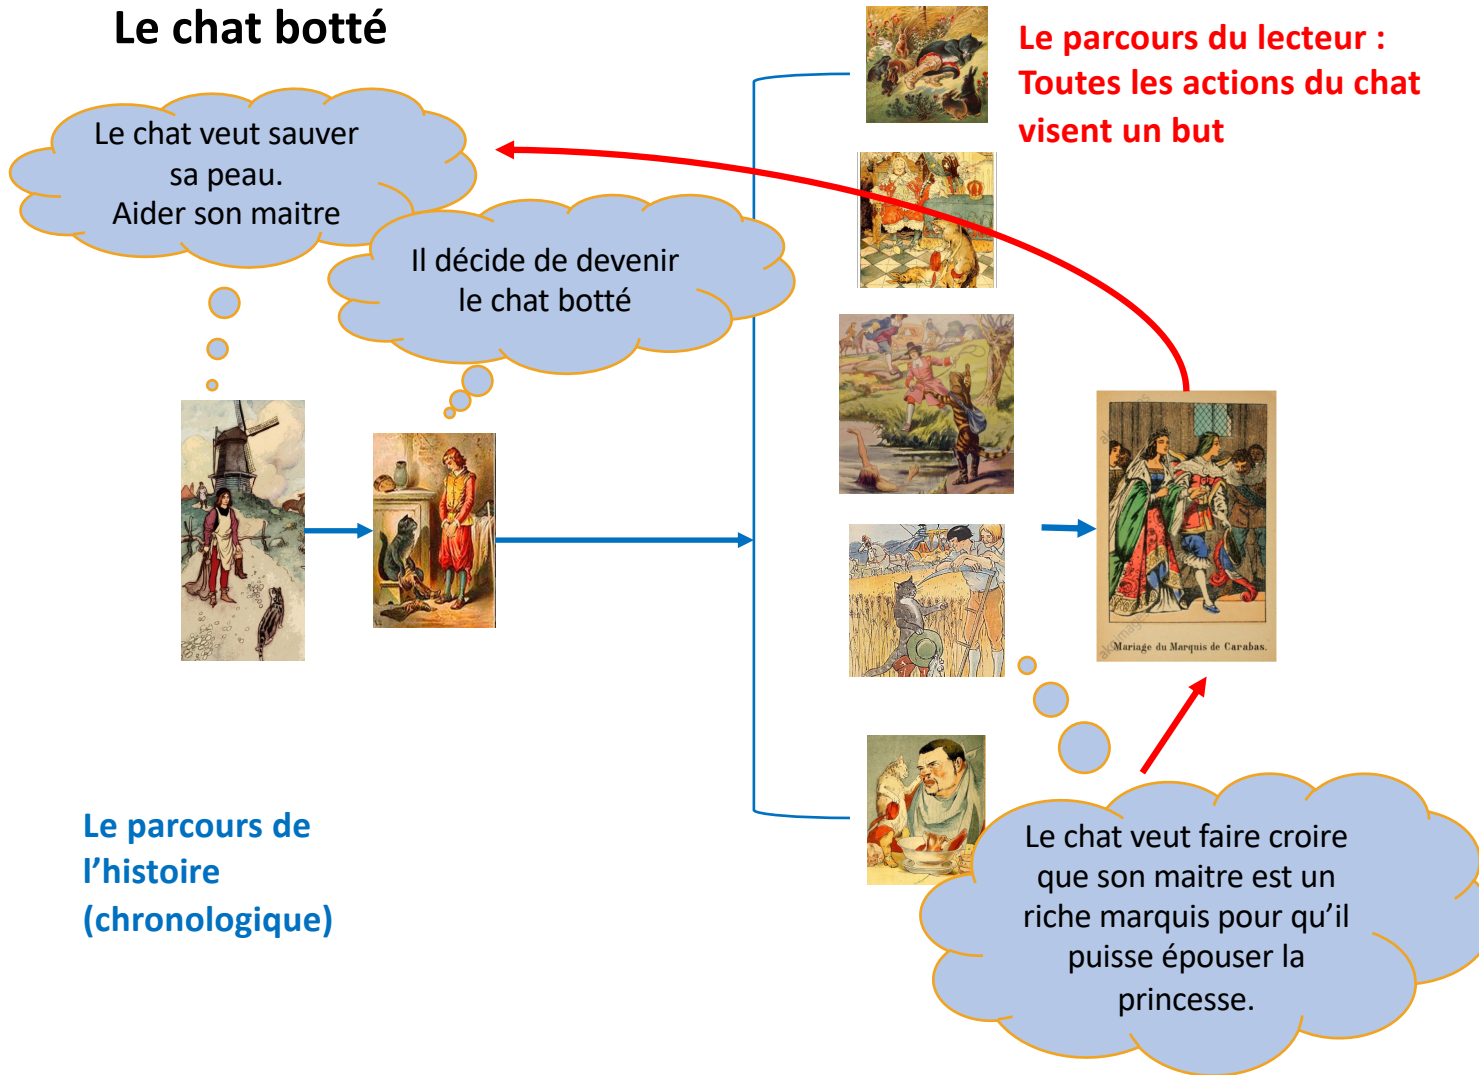 Le chat botté
Le parcours du lecteur :
Toutes les actions du chat
visent un but
Le chat veut sauver
sa peau.
Aider son maitre
Il décide de devenir
le chat botté
Mariage du Marquis de Carabas.
Le parcours de
l’histoire
(chronologique)
Le chat veut faire croire
que son maitre est un
riche marquis pour qu’il
puisse épouser la
princesse.